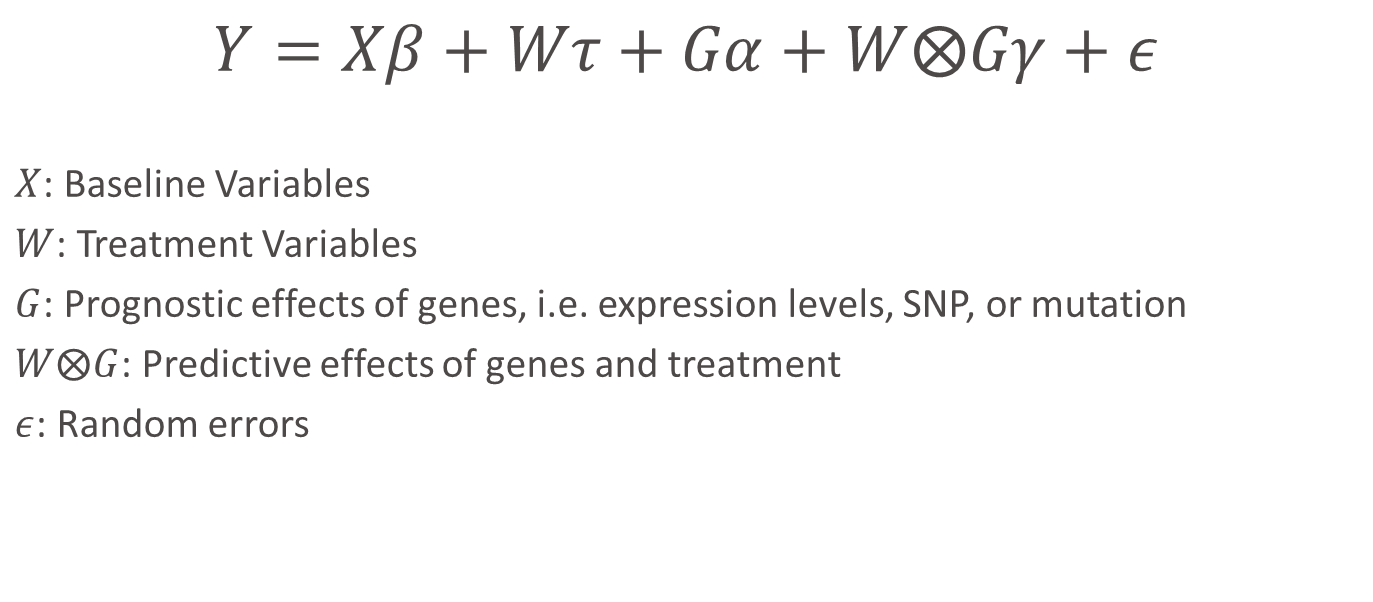 Y = Xβ + Wτ + Gα + W⊗Gγ + ϵ
X: Baseline Variables
W: Treatment Variables
G: Prognostic effects of genes, i.e. expression levels, SNP, or mutation
W⊗G: Predictive effects of genes and treatment
ϵ: Random errors